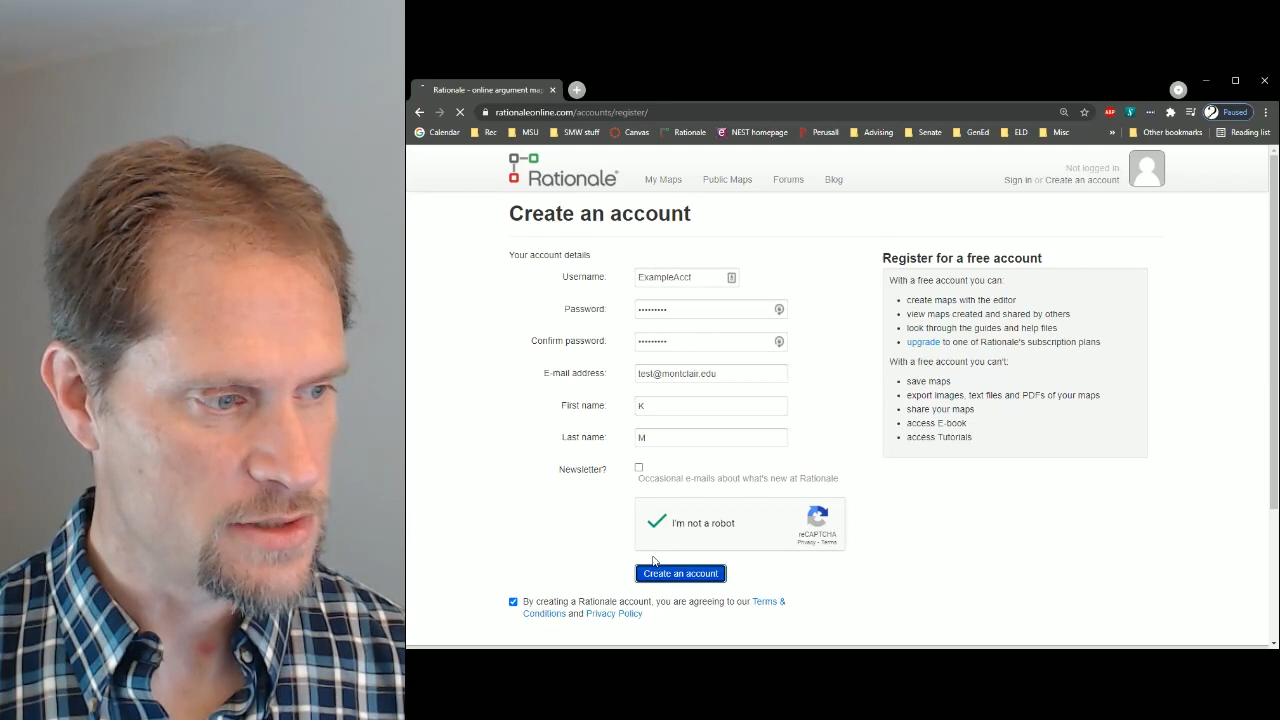 Rationale - online argument ma
rationaleonline.com/accounts/register/
ABP
Paused
Calendar Rec MSU SMW stuff Canvas Rationale NEST homepage Perusall Advising Senate GenEd ELD Misc » Other bookmarks Reading list
Rationale
My Maps Public Maps Forums Blog
Not logged in
Sign in or Create an account
Create an account
Your account details
Username: ExampleAcct
Password: •••••••••
Confirm password: •••••••••
E-mail address: test@montclair.edu
First name: K
Last name: M
Newsletter?
Occasional e-mails about what's new at Rationale
I'm not a robot
reCAPTCHA
Privacy - Terms
Create an account
By creating a Rationale account, you are agreeing to our Terms &
Conditions and Privacy Policy
Register for a free account
With a free account you can:
create maps with the editor
view maps created and shared by others
look through the guides and help files
upgrade to one of Rationale's subscription plans
With a free account you can't:
save maps
export images, text files and PDFs of your maps
share your maps
access E-book
access Tutorials